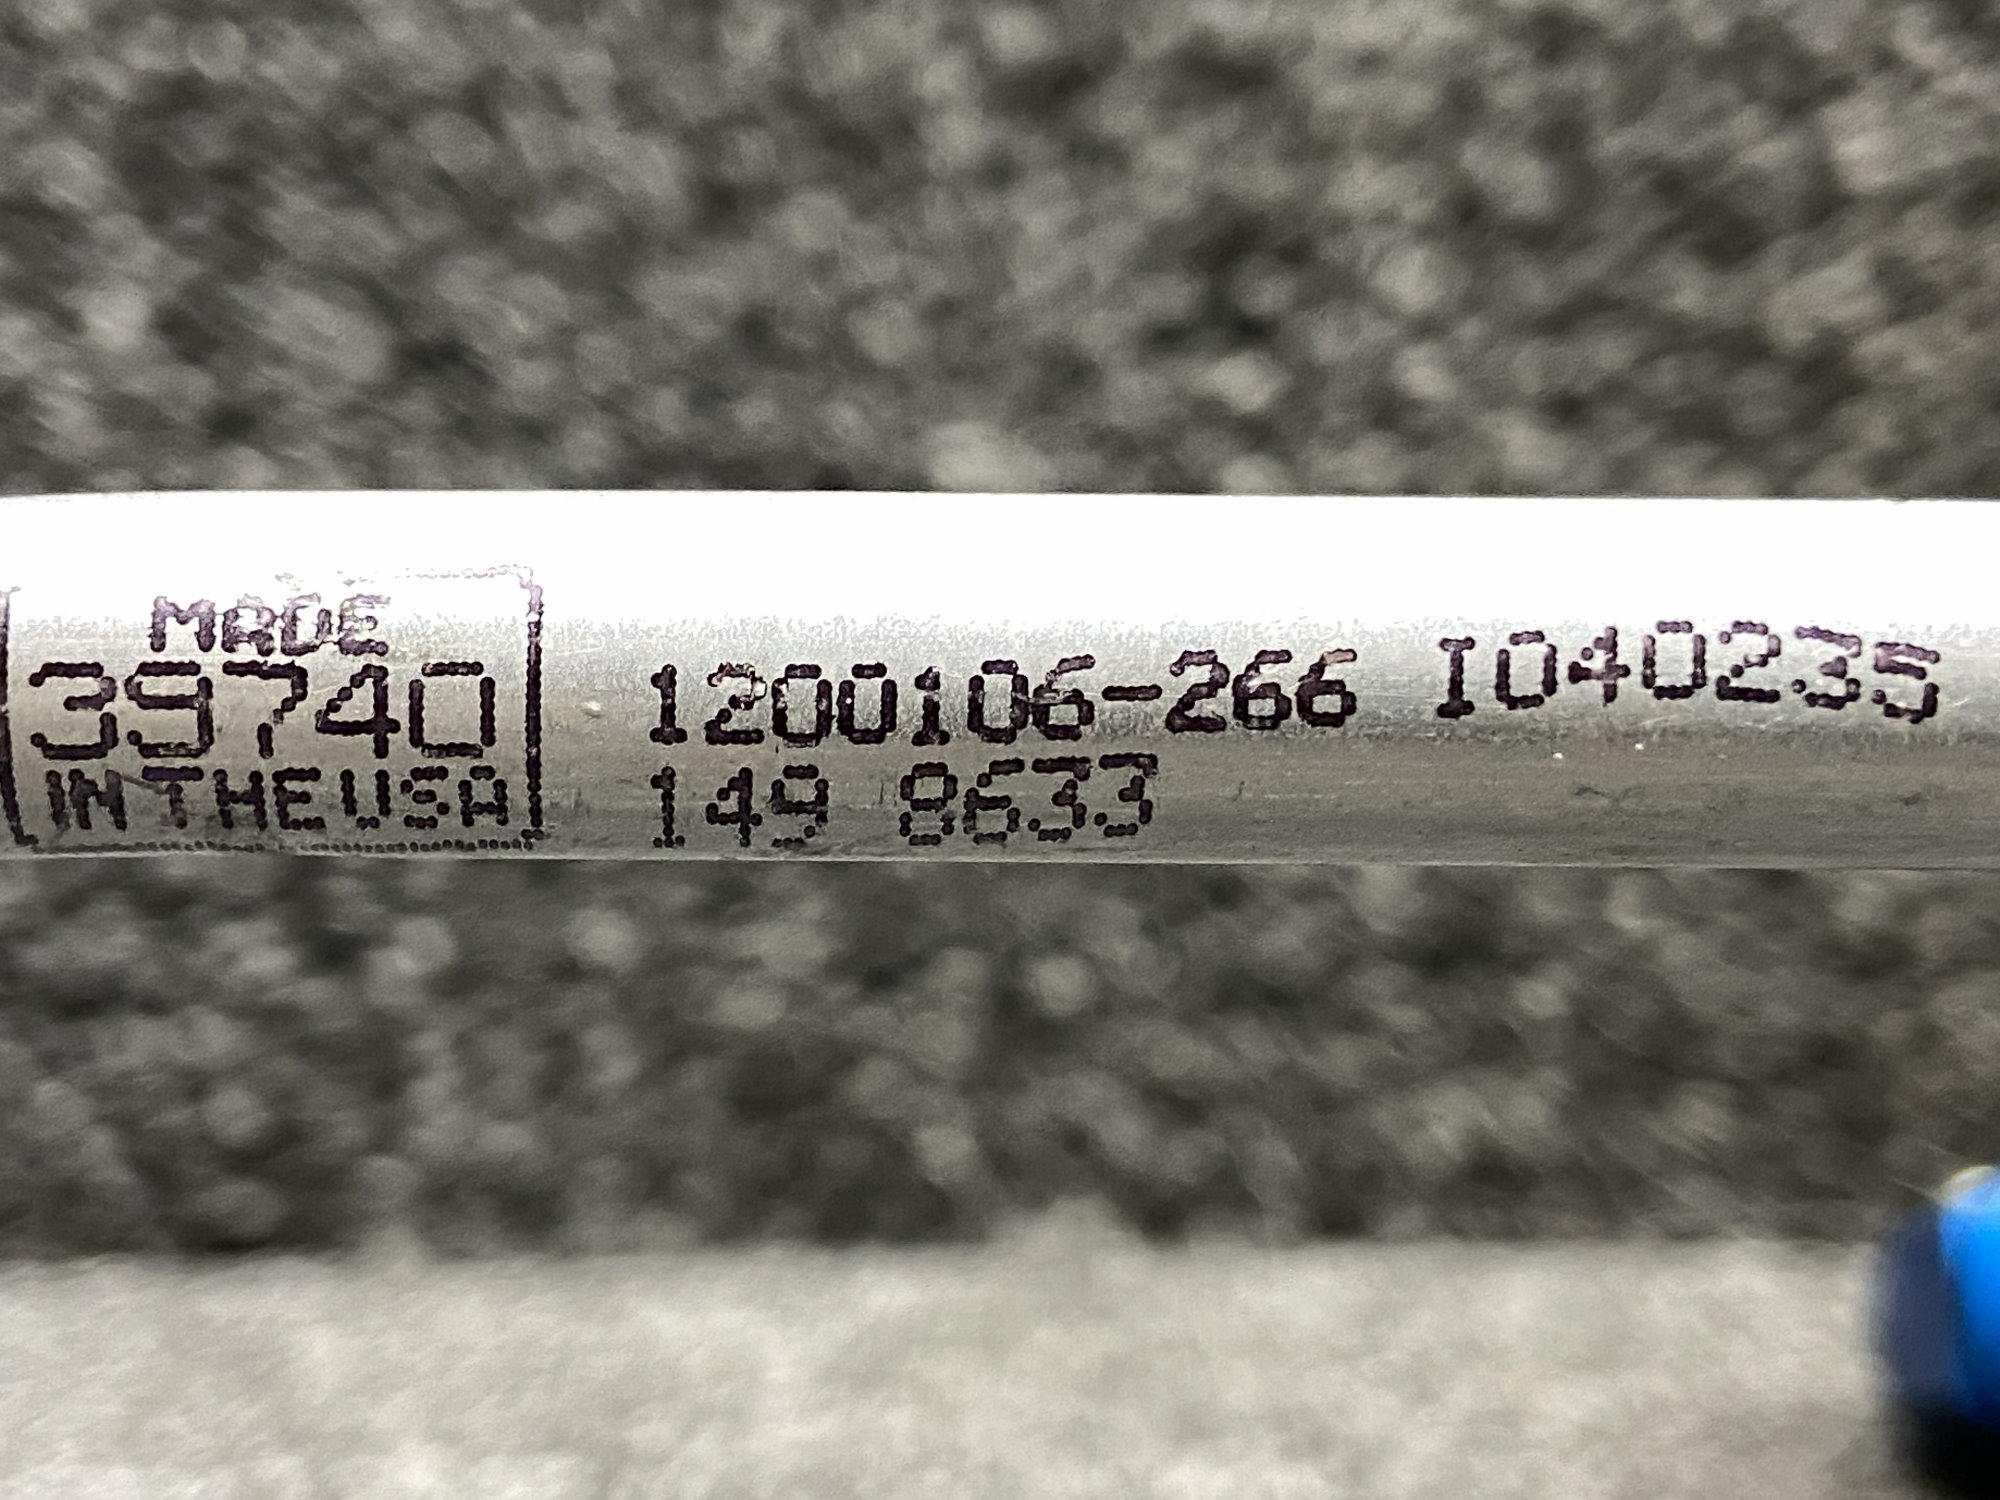 MADE
39740
IN THE USA
1200106-266 I040235
149 8633